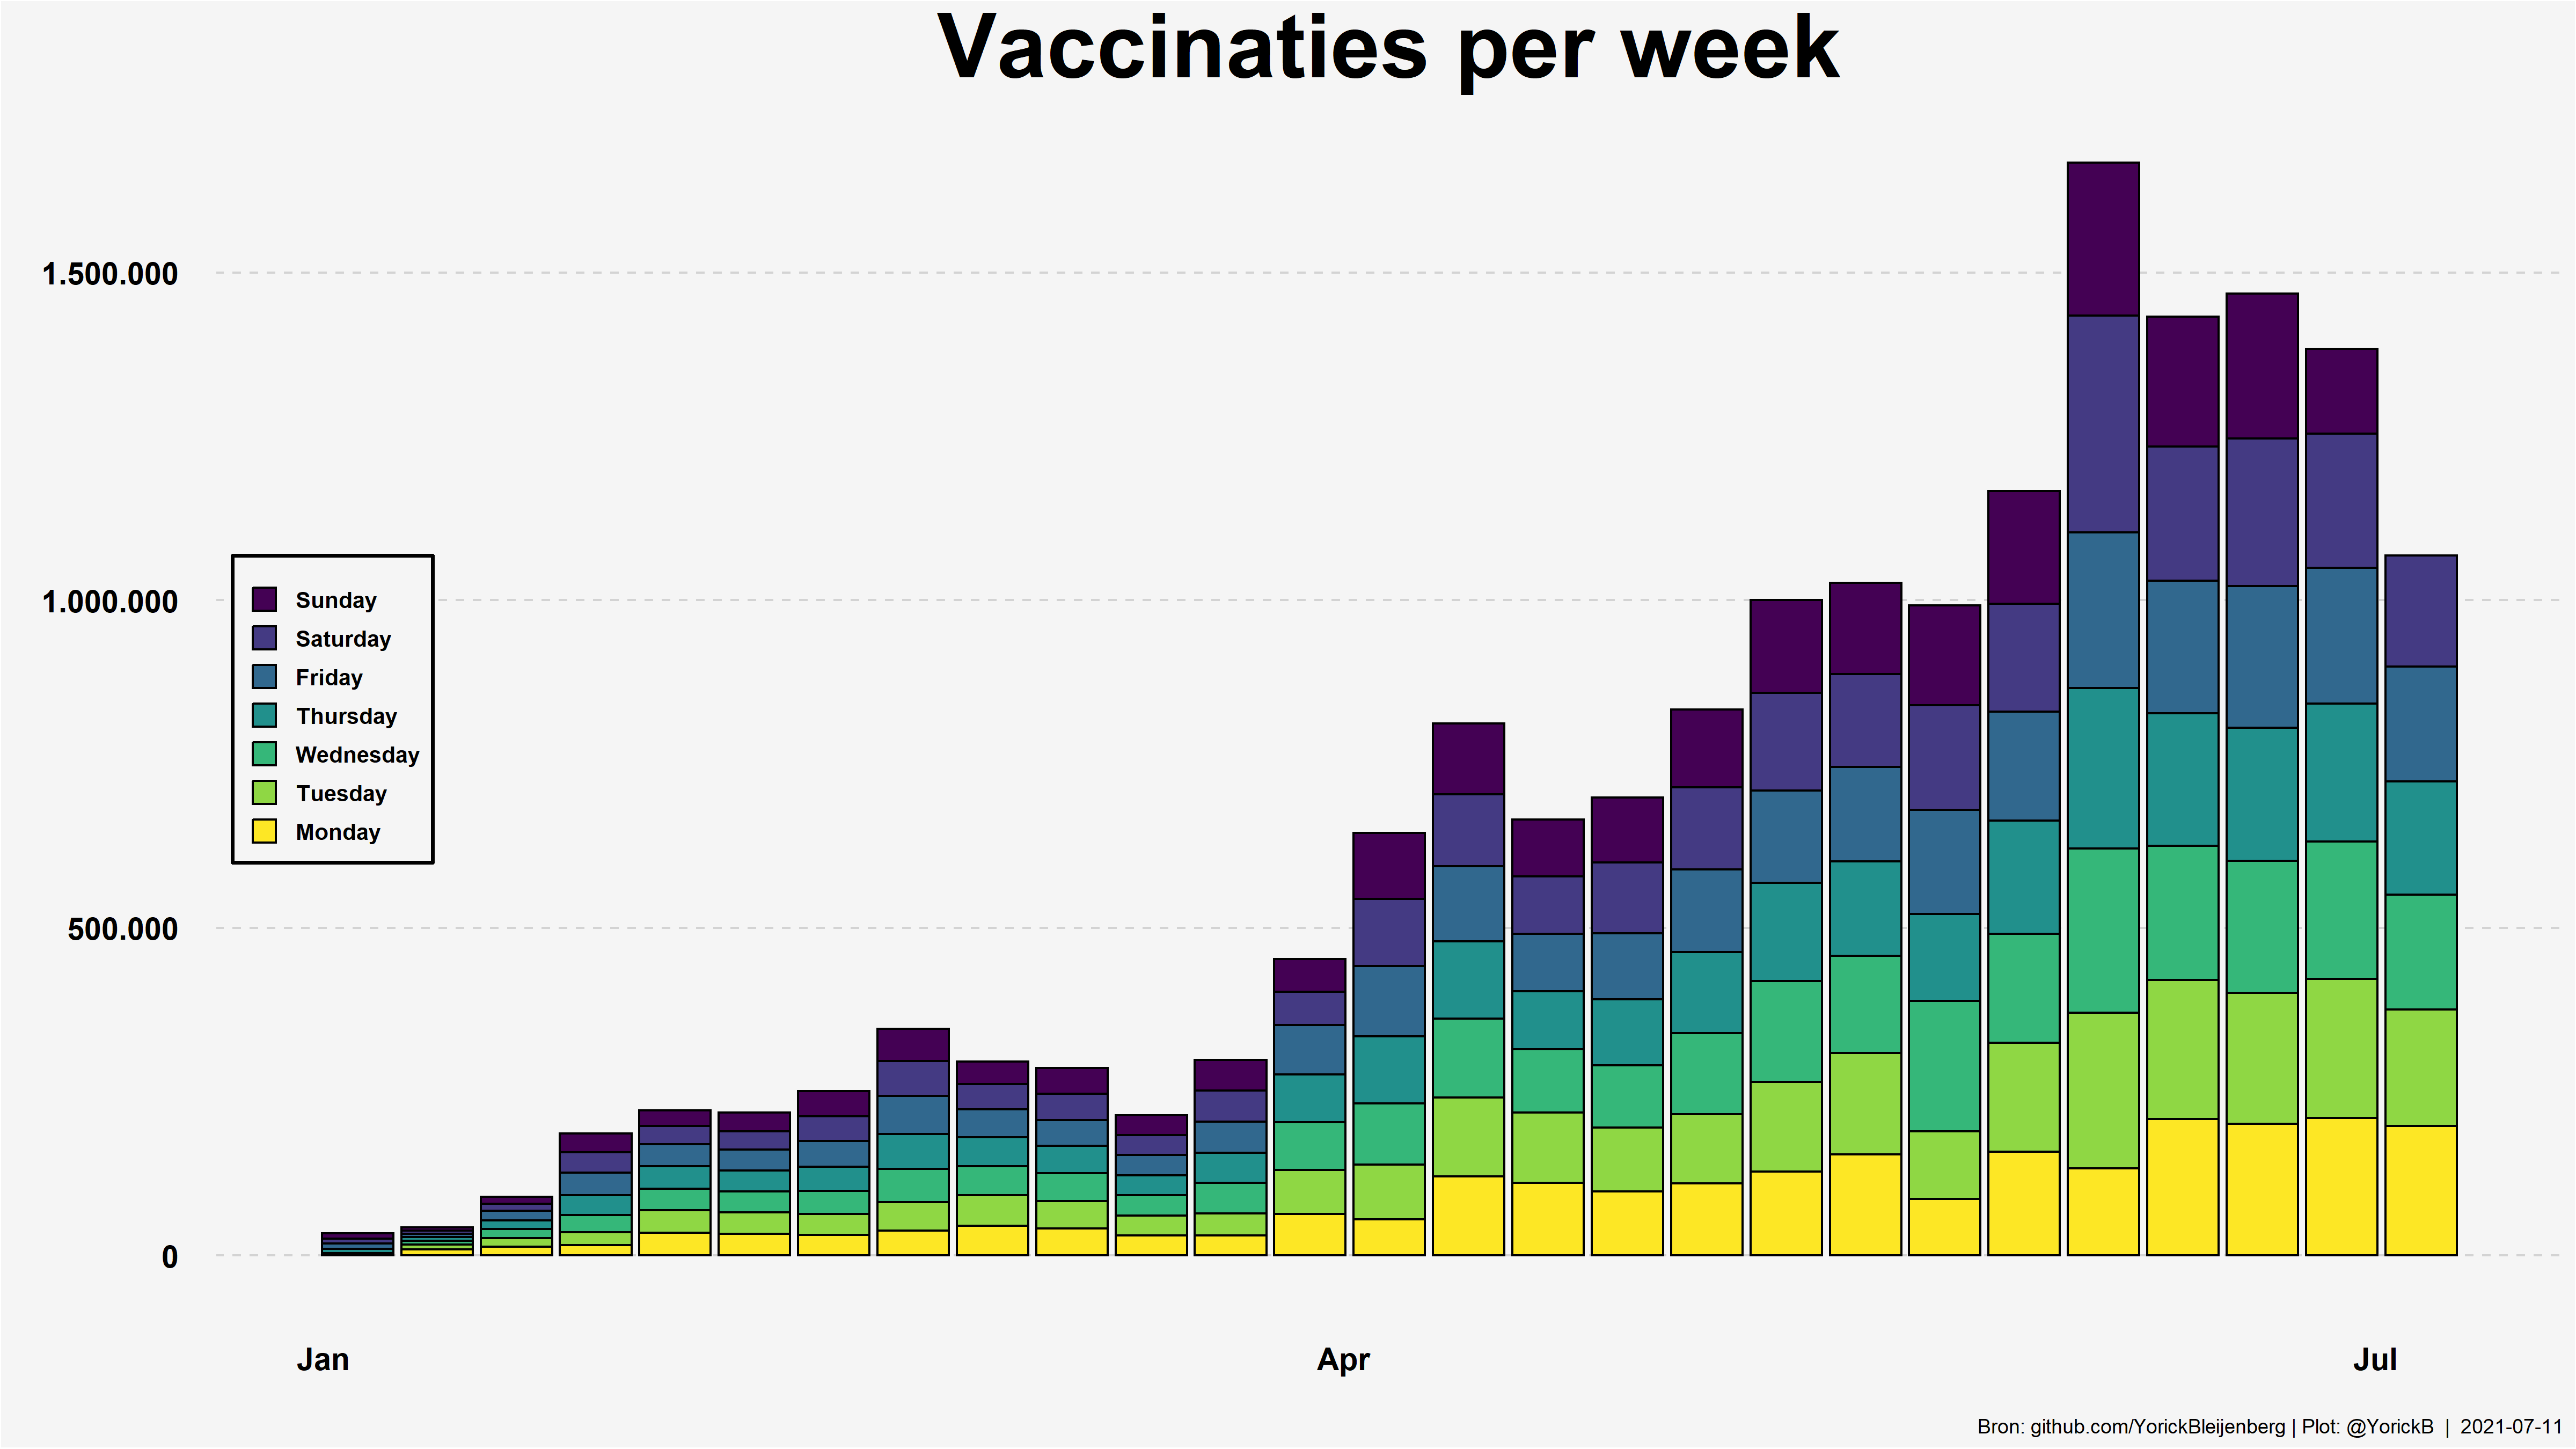 Vaccinaties per week
1.500.000
1.000.000
500.000
0
Sunday
Saturday
Friday
Thursday
Wednesday
Tuesday
Monday
Jan
Apr
Jul
Bron: github.com/YorickBleijenberg | Plot: @YorickB | 2021-07-11